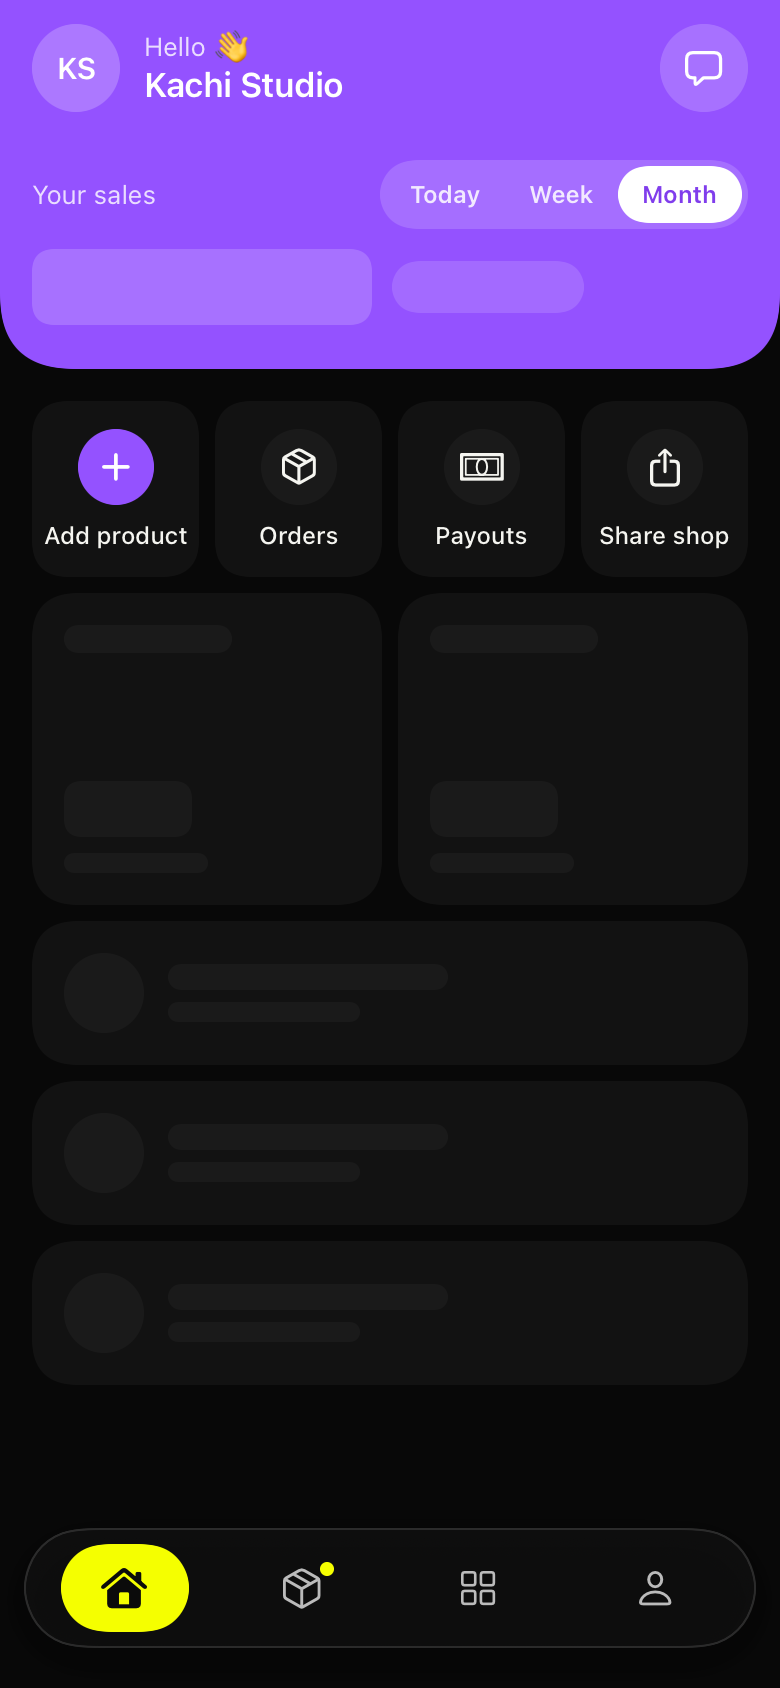 KS
Hello 👋
Kachi Studio
Your sales
Today Week Month
Add product Orders Payouts Share shop